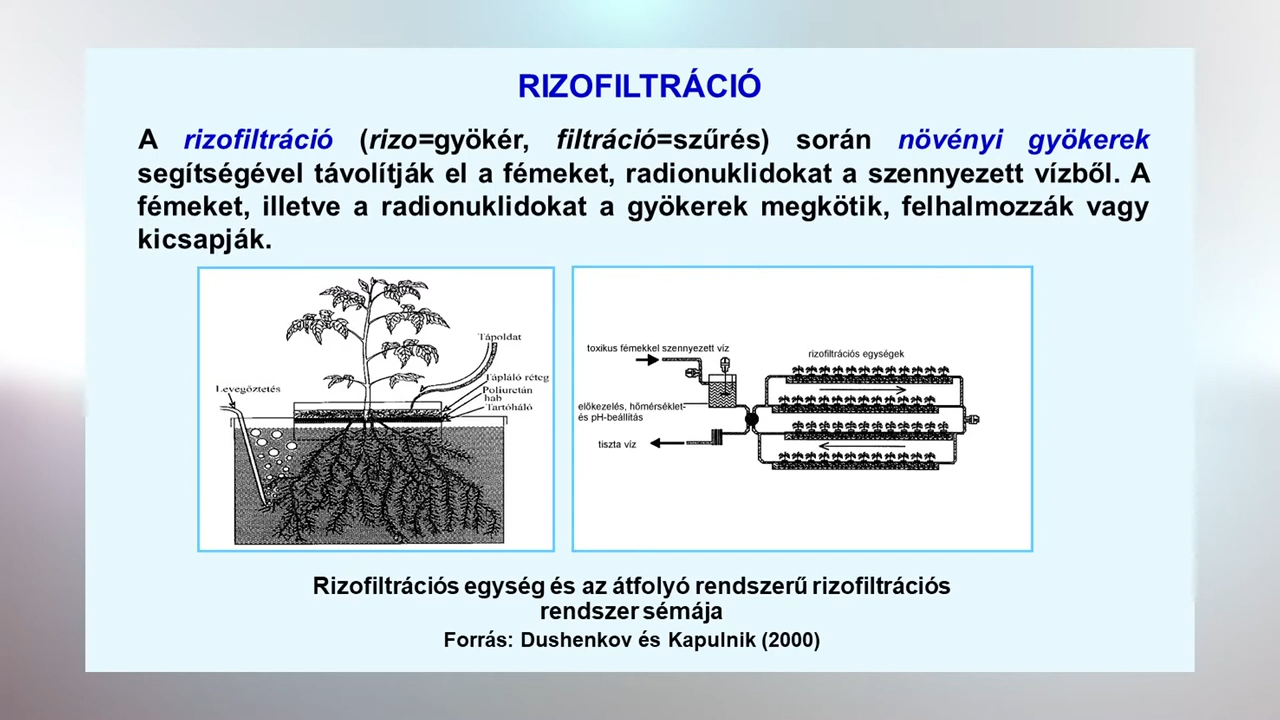 RIZOFILTRÁCIÓ
A rizofiltráció (rizo=gyökér, filtráció=szűrés) során növényi gyökerek
segítségével távolítják el a fémeket, radionuklidokat a szennyezett vízből. A
fémeket, illetve a radionuklidokat a gyökerek megkötik, felhalmozzák vagy
kicsapják.
Tápoldat
Tápláló réteg
Levegőztetés
Poliuretán
hab
Tartóháló
toxikus fémekkel szennyezett víz
rizofiltrációs egységek
előkezelés, hőmérséklet-
és pH-beállítás
tiszta víz
Rizofiltrációs egység és az átfolyó rendszerű rizofiltrációs
rendszer sémája
Forrás: Dushenkov és Kapulnik (2000)